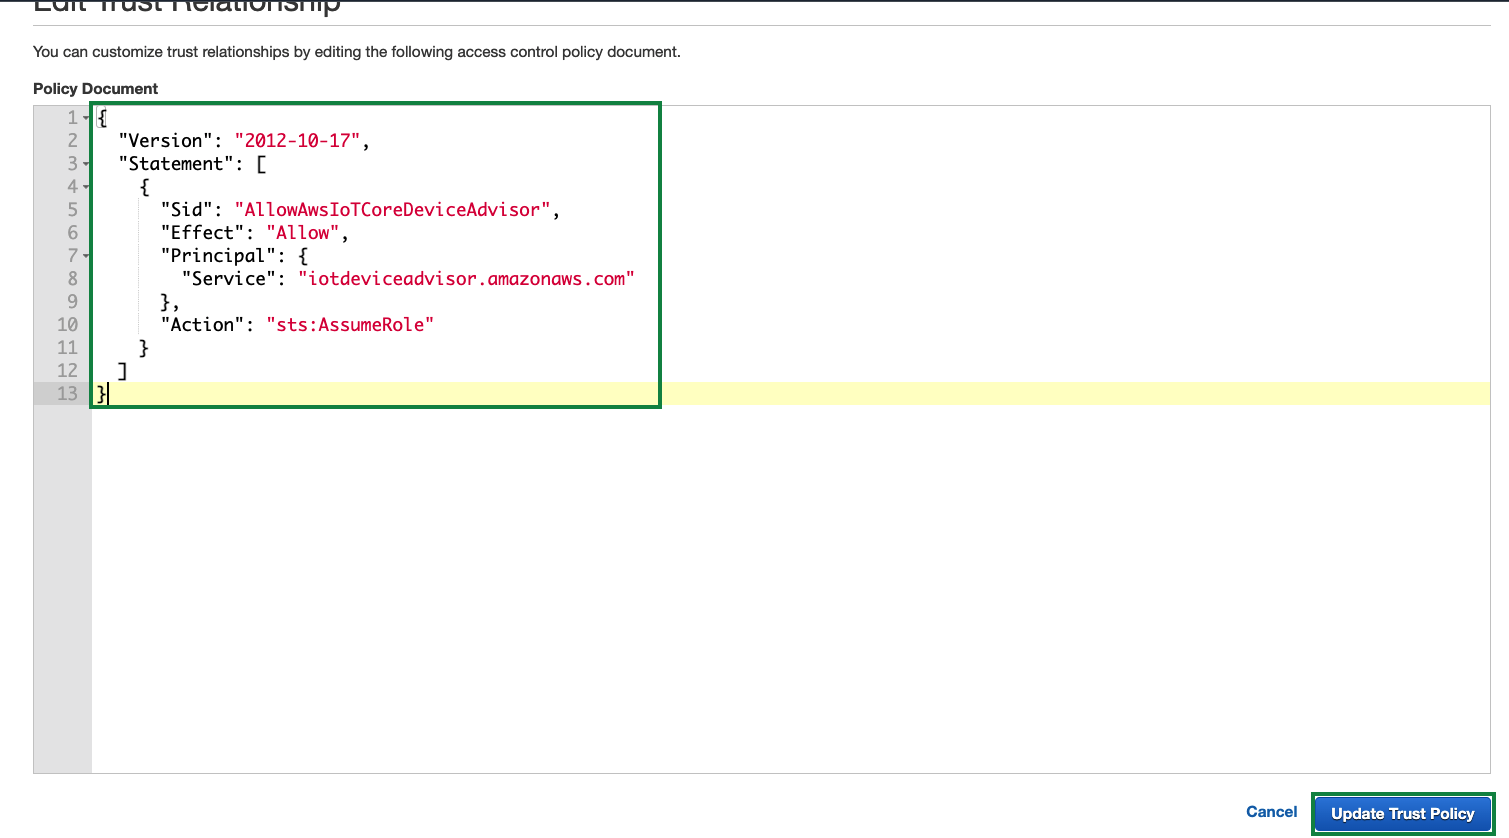 Edit Trust Relationship
You can customize trust relationships by editing the following access control policy document.
Policy Document
1 {
2 "Version": "2012-10-17",
3 "Statement": [
4 {
5 "Sid": "AllowAwsIoTCoreDeviceAdvisor",
6 "Effect": "Allow",
7 "Principal": {
8 "Service": "iotdeviceadvisor.amazonaws.com"
9 },
10 "Action": "sts:AssumeRole"
11 }
12 ]
13 }
Cancel Update Trust Policy